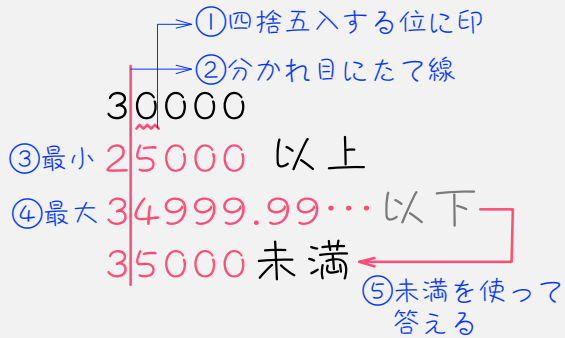 ①四捨五入する位に印
②分かれ目にたて線
30000
③最小 25000 以上
④最大 34999.99… 以下
35000 未満
⑤未満を使って
答える